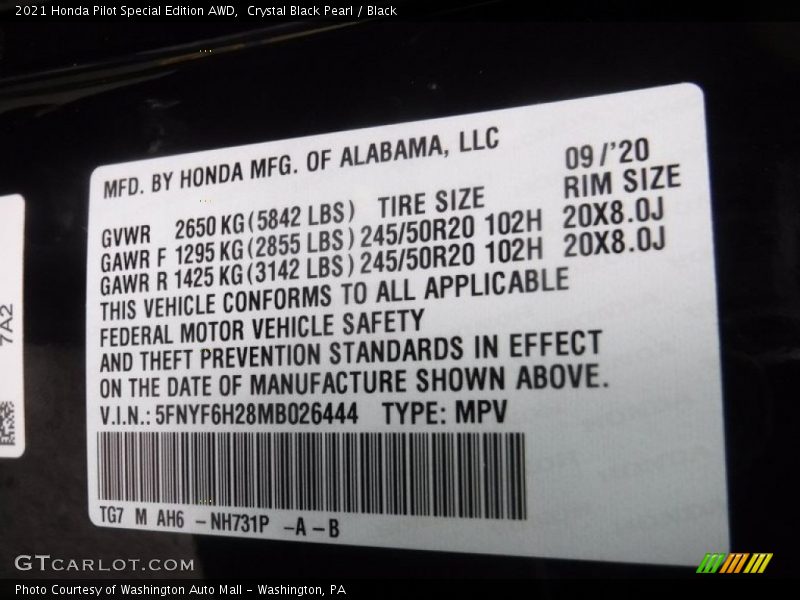 2021 Honda Pilot Special Edition AWD,  Crystal Black Pearl / Black
MFD. BY HONDA MFG. OF ALABAMA, LLC 09/'20
GVWR 2650 KG (5842 LBS) TIRE SIZE RIM SIZE
GAWR F 1295 KG (2855 LBS) 245/50R20 102H 20X8.0J
GAWR R 1425 KG (3142 LBS) 245/50R20 102H 20X8.0J
THIS VEHICLE CONFORMS TO ALL APPLICABLE
FEDERAL MOTOR VEHICLE SAFETY
AND THEFT PREVENTION STANDARDS IN EFFECT
ON THE DATE OF MANUFACTURE SHOWN ABOVE.
V.I.N.: 5FNYF6H28MB026444 TYPE: MPV
TG7 M AH6 -NH731P -A-B
7A2
GTCARLOT.COM
Photo Courtesy of Washington Auto Mall - Washington, PA